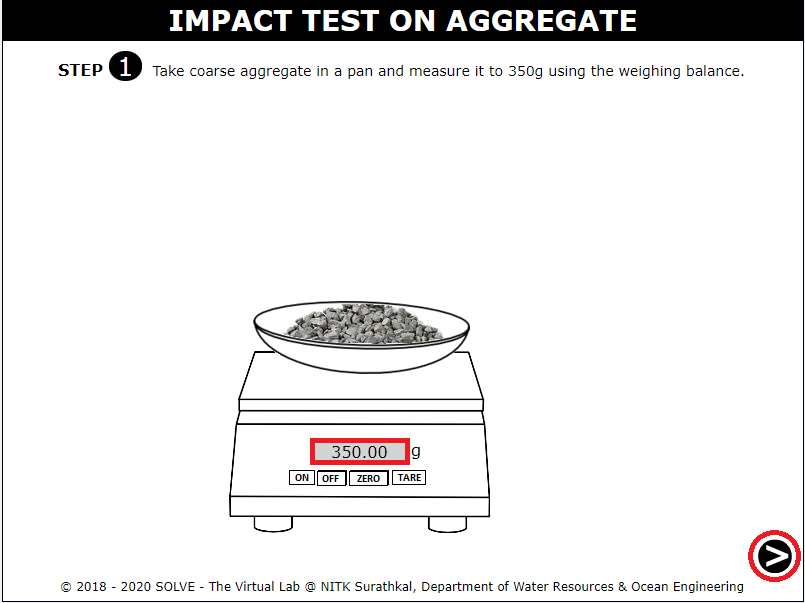 IMPACT TEST ON AGGREGATE
STEP 1 Take coarse aggregate in a pan and measure it to 350g using the weighing balance.
350.00 g
ON OFF ZERO TARE
>
© 2018 - 2020 SOLVE - The Virtual Lab @ NITK Surathkal, Department of Water Resources & Ocean Engineering